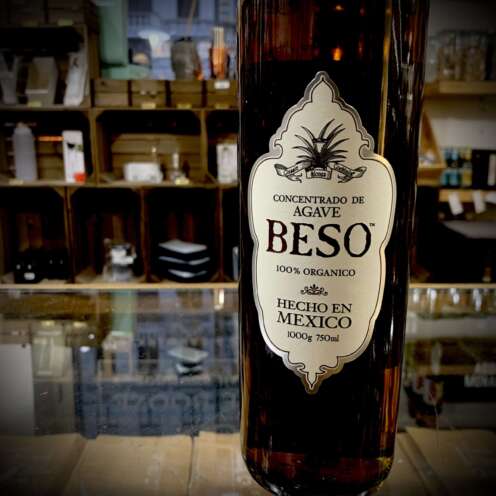 CONCENTRADO DE
AGAVE
BESO™
100% ORGANICO
HECHO EN
MEXICO
1000g 750ml